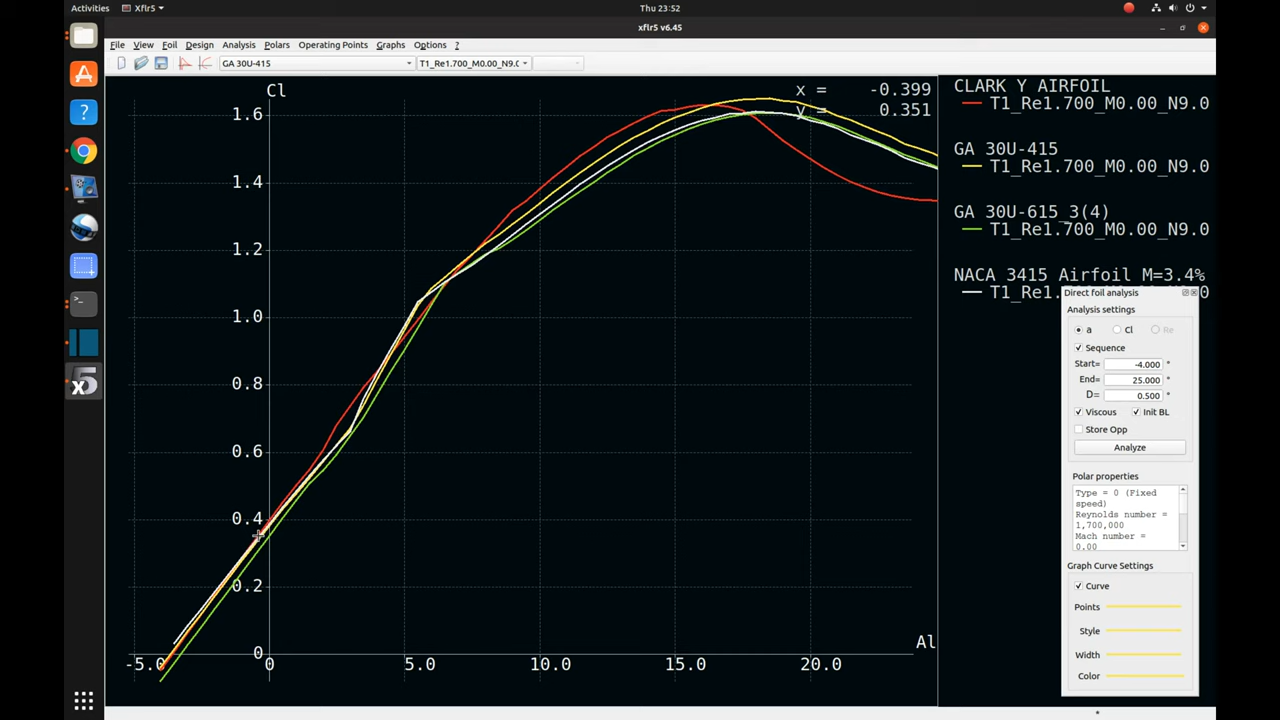 Activities
Xflr5
Thu 23:52
xflr5 v6.45
File View Foil Design Analysis Polars Operating Points Graphs Options ?
GA 30U-415
T1_Re1.700_M0.00_N9.0
Cl
1.6
1.4
1.2
1.0
0.8
0.6
0.4
0.2
0
-5.0 0 5.0 10.0 15.0 20.0
Al
x = -0.399
y = 0.351
CLARK Y AIRFOIL
T1_Re1.700_M0.00_N9.0
GA 30U-415
T1_Re1.700_M0.00_N9.0
GA 30U-615_3(4)
T1_Re1.700_M0.00_N9.0
NACA 3415 Airfoil M=3.4%
T1_Re1.
Direct foil analysis
Analysis settings
a Cl Re
Sequence
Start= -4.000 °
End= 25.000 °
D= 0.500 °
Viscous Init BL
Store Opp
Analyze
Polar properties
Type = 0 (Fixed
speed)
Reynolds number =
1,700,000
Mach number =
0.00
Graph Curve Settings
Curve
Points
Style
Width
Color